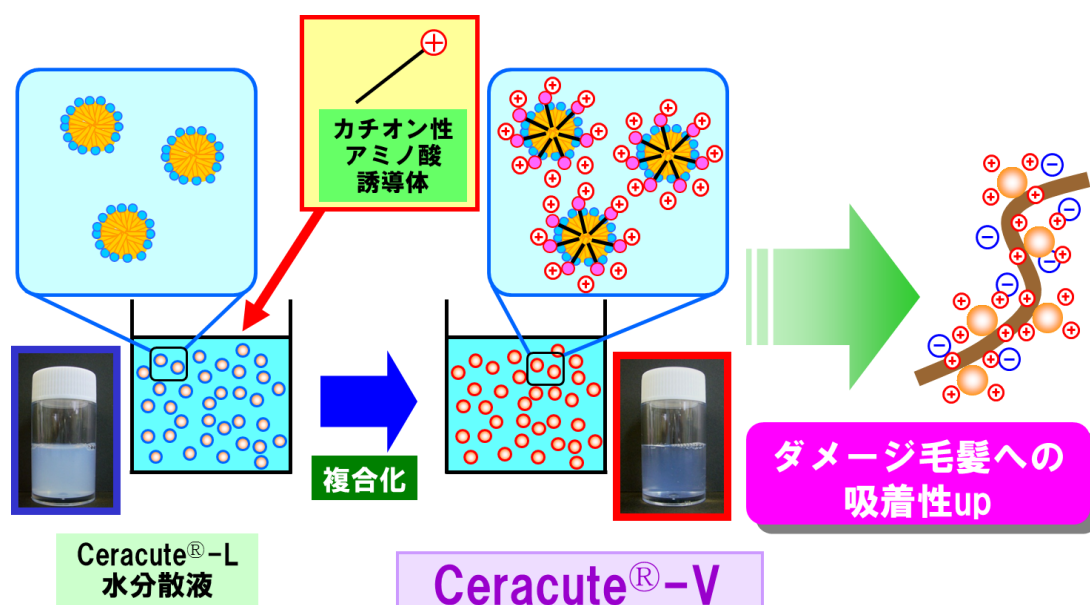 カチオン性
アミノ酸
誘導体
複合化
ダメージ毛髪への
吸着性up
Ceracute®-L
水分散液
Ceracute®-V